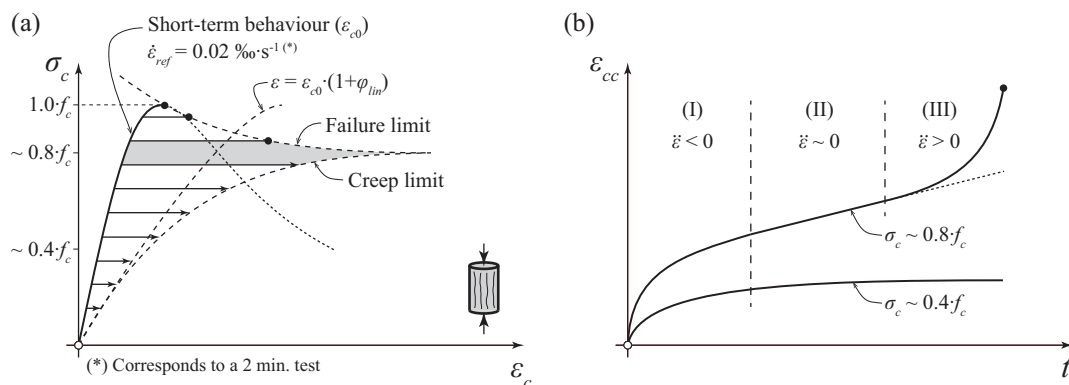 (a)
Short-term behaviour (εc0)
ε̇ref = 0.02 ‰·s-1 (*)
σc
ε = εc0·(1+φlin)
1.0·fc
Failure limit
~ 0.8·fc
Creep limit
~ 0.4·fc
(*) Corresponds to a 2 min. test
εc
(b)
εcc
(I)
(II)
(III)
ε̈ < 0
ε̈ ~ 0
ε̈ > 0
σc ~ 0.8·fc
σc ~ 0.4·fc
t